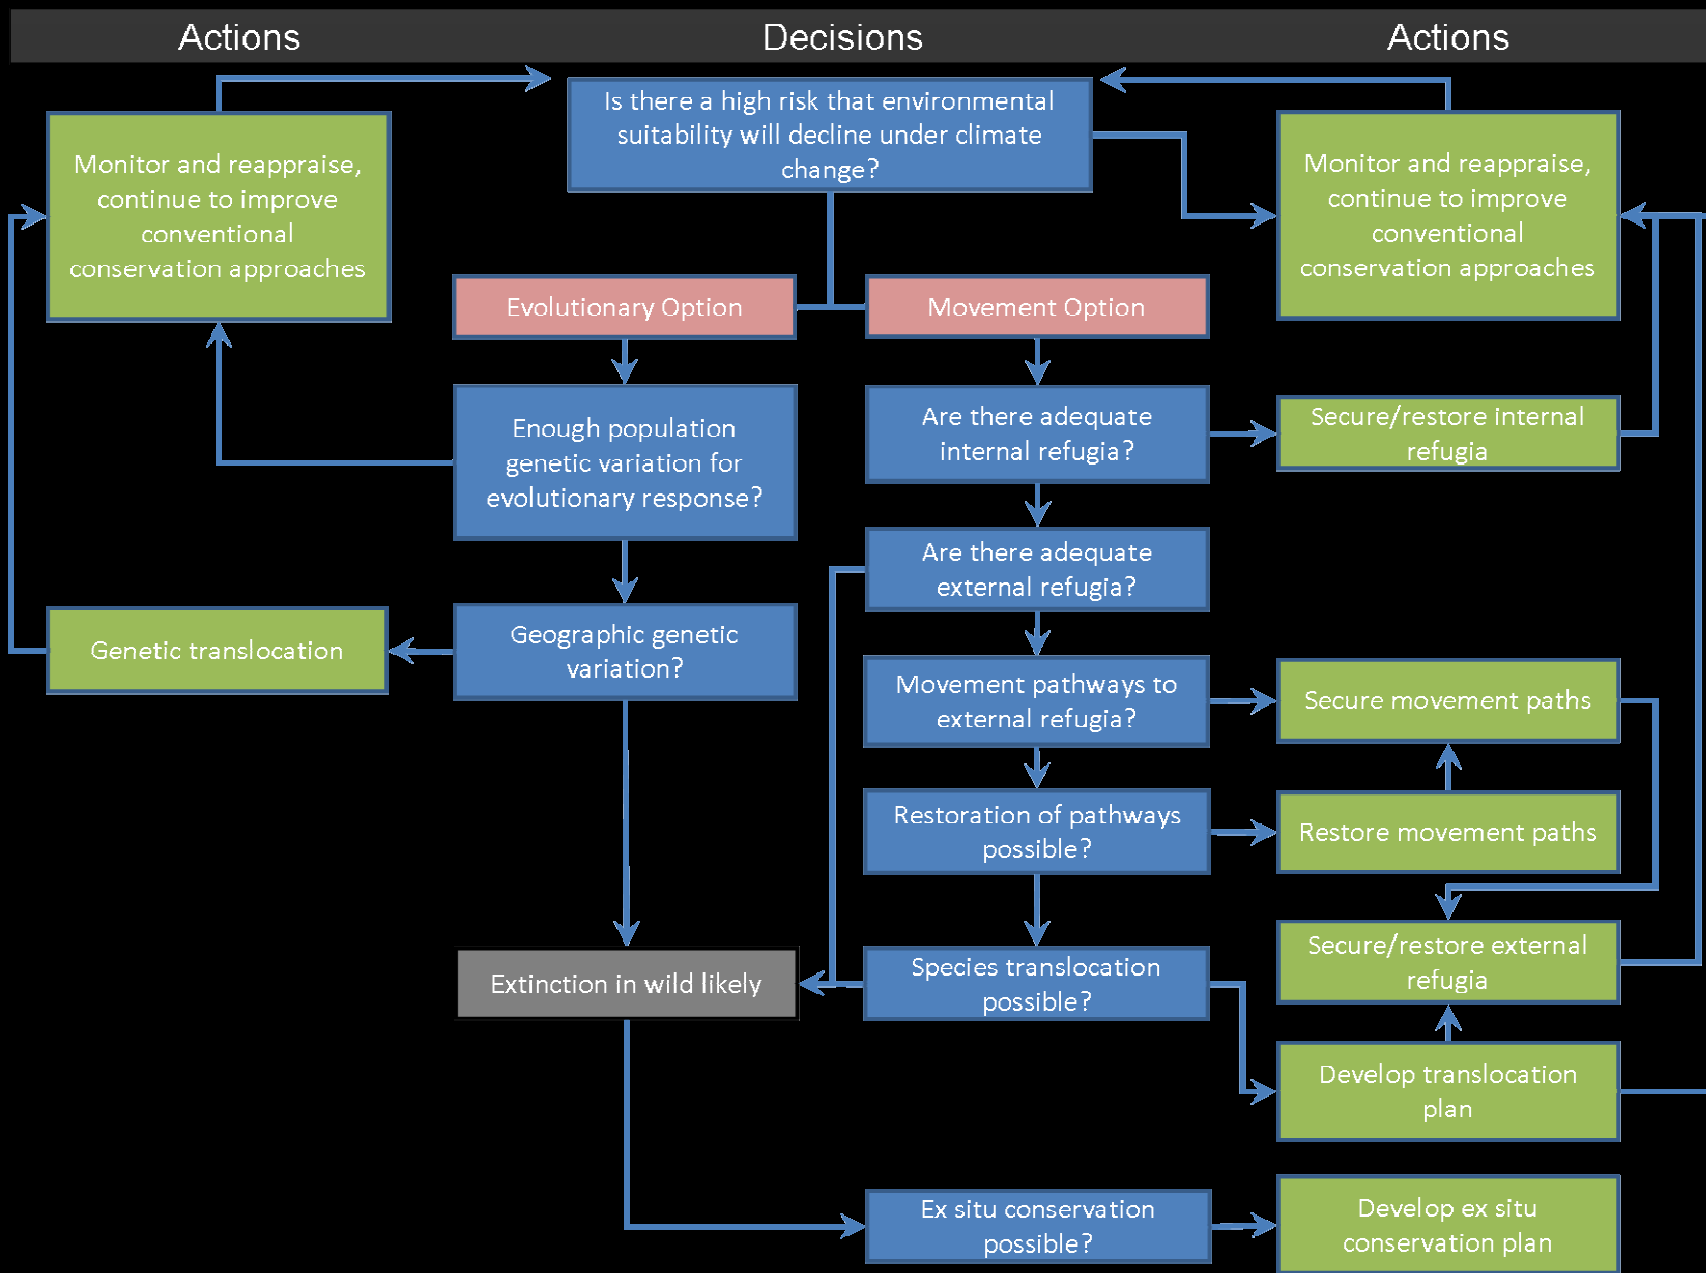 Actions
Decisions
Actions
Is there a high risk that environmental
suitability will decline under climate
change?
Monitor and reappraise,
continue to improve
conventional
conservation approaches
Monitor and reappraise,
continue to improve
conventional
conservation approaches
Evolutionary Option
Movement Option
Enough population
genetic variation for
evolutionary response?
Are there adequate
internal refugia?
Secure/restore internal
refugia
Are there adequate
external refugia?
Genetic translocation
Geographic genetic
variation?
Movement pathways to
external refugia?
Secure movement paths
Restoration of pathways
possible?
Restore movement paths
Extinction in wild likely
Species translocation
possible?
Secure/restore external
refugia
Develop translocation
plan
Ex situ conservation
possible?
Develop ex situ
conservation plan